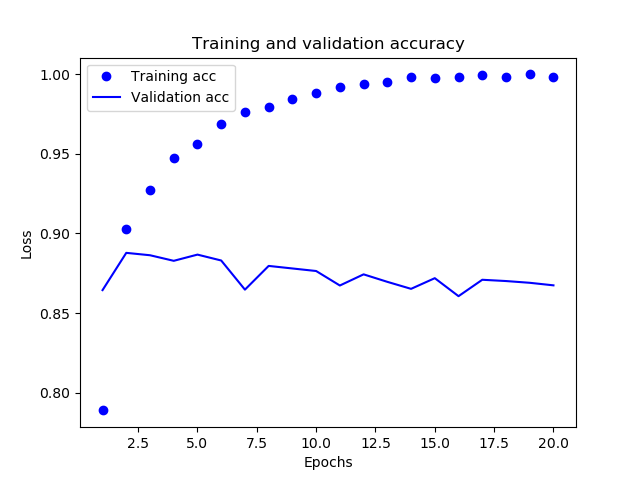 Training and validation accuracy
Training acc
Validation acc
Loss
1.00
0.95
0.90
0.85
0.80
2.5 5.0 7.5 10.0 12.5 15.0 17.5 20.0
Epochs